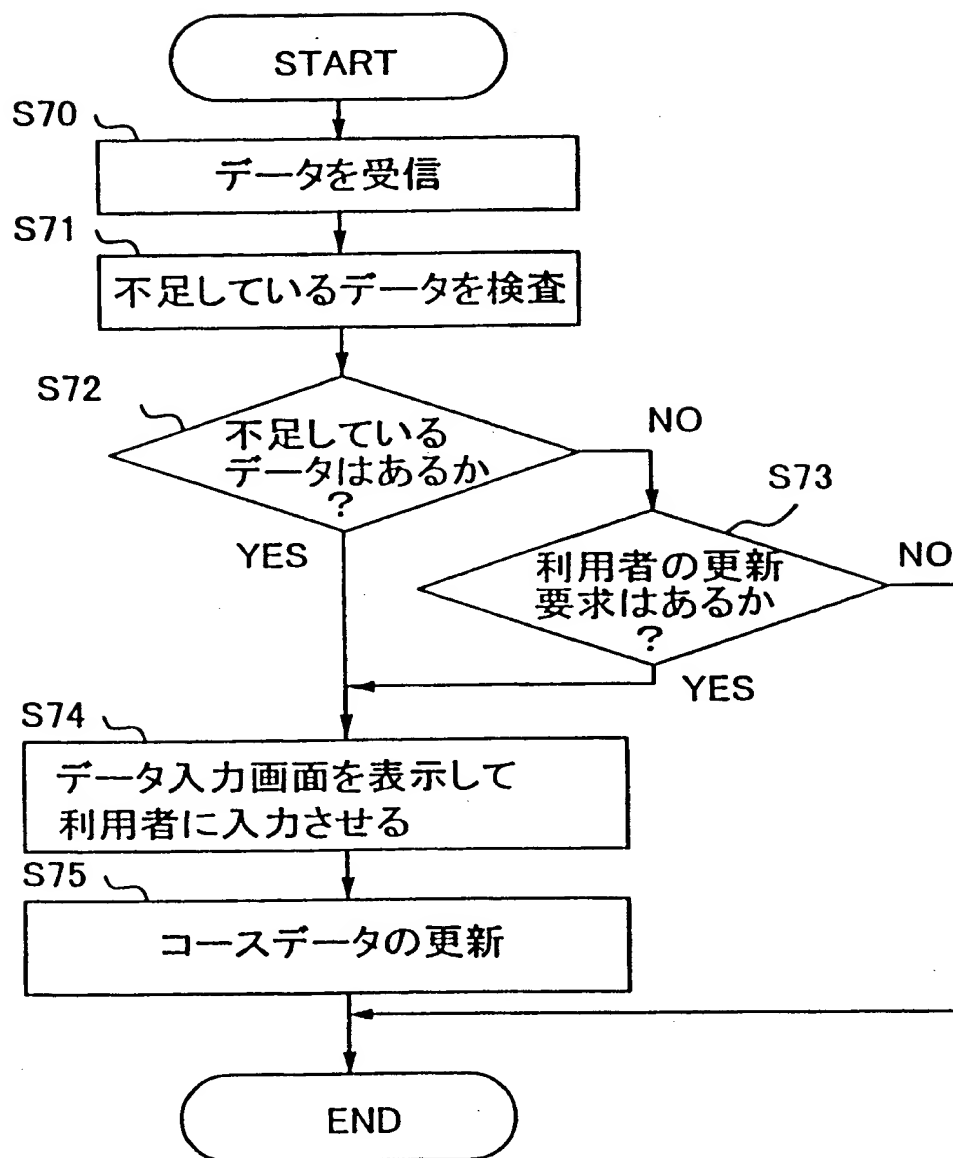 START
S70
データを受信
S71
不足しているデータを検査
S72
不足している
データはあるか
?
NO
YES
S73
利用者の更新
要求はあるか
?
NO
YES
S74
データ入力画面を表示して
利用者に入力させる
S75
コースデータの更新
END